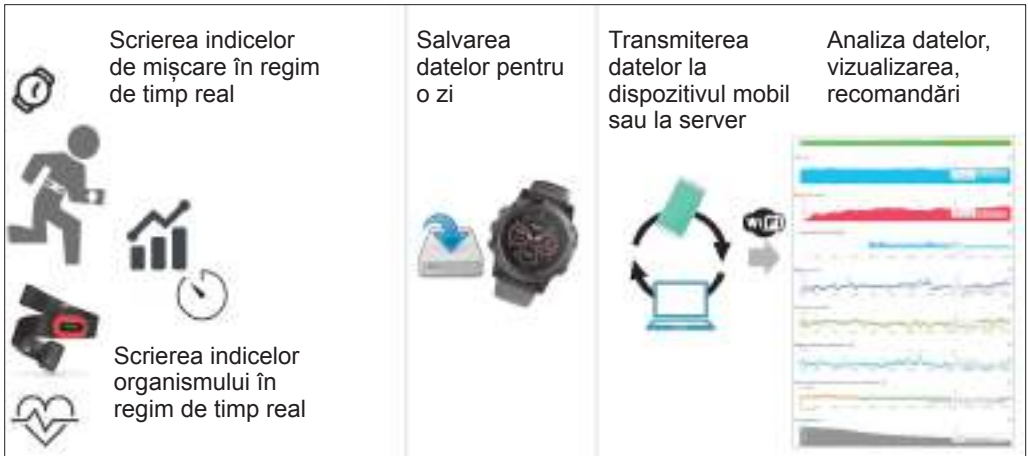 Scrierea indicelor
de mișcare în regim
de timp real
Scrierea indicelor
organismului în
regim de timp real
Salvarea
datelor pentru
o zi
Transmiterea
datelor la
dispozitivul mobil
sau la server
WiFi
Analiza datelor,
vizualizarea,
recomandări